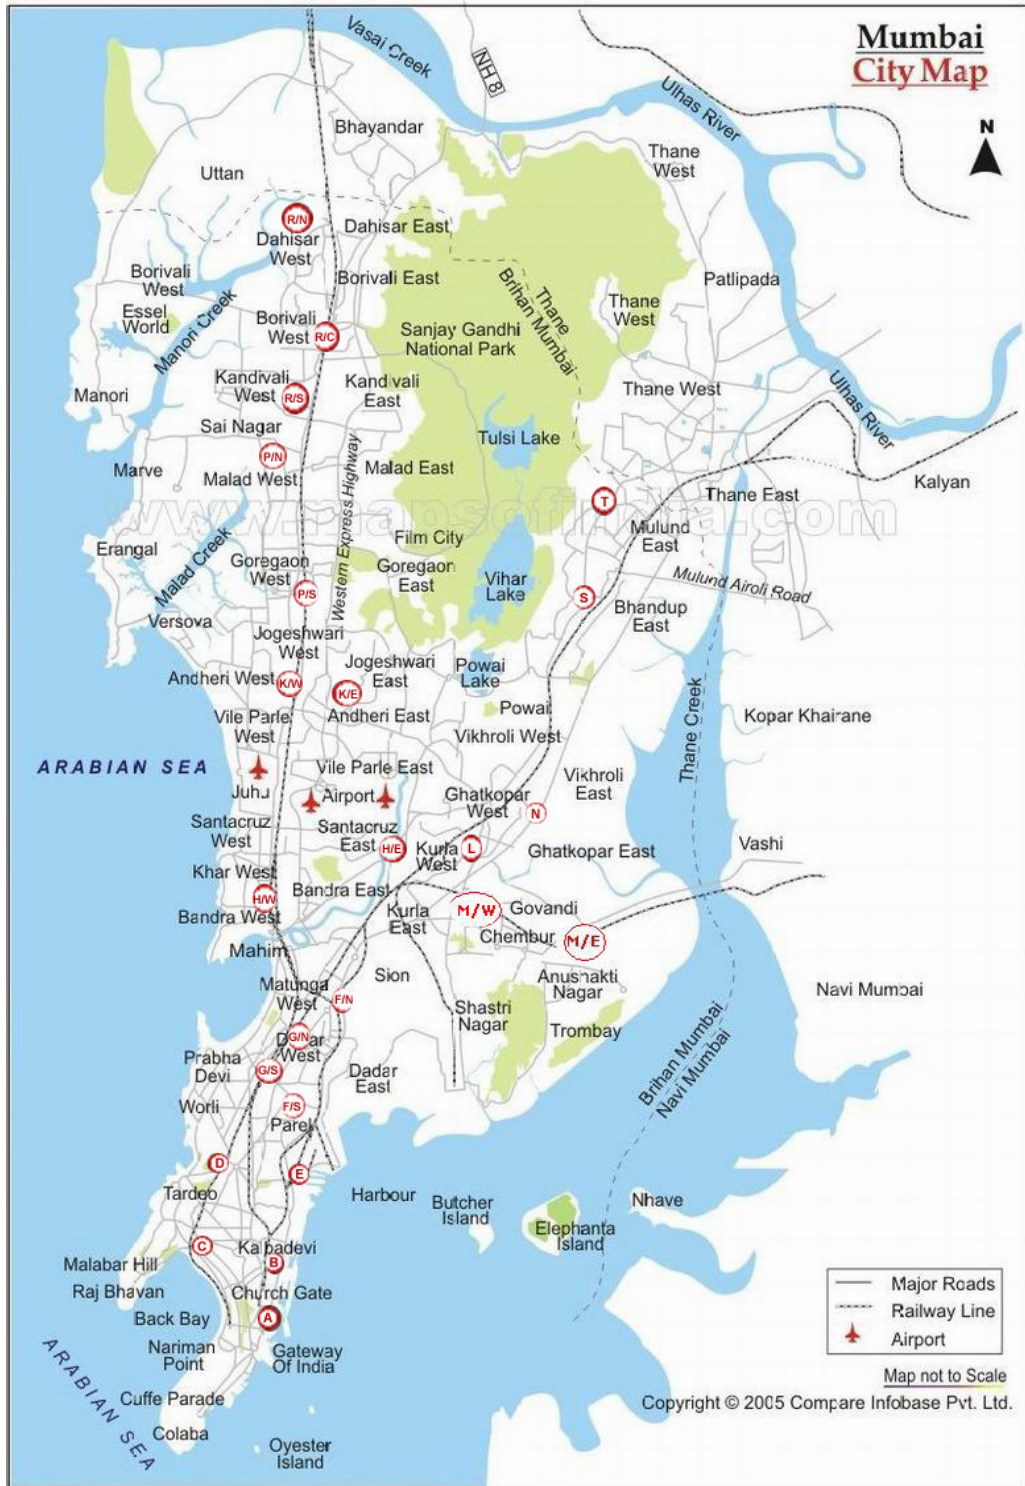 Mumbai
City Map
N
Vasai Creek
NH 8
Ulhas River
Bhayandar
Thane
West
Uttan
R/N
Dahisar
West
Dahisar East
Borivali
West
Borivali East
Thane
Brihan Mumbai
Patlipada
Essel
World
Manori Creek
Borivali
West
R/C
Sanjay Gandhi
National Park
Thane
West
Manori
Kandivali
West
R/S
Kandivali
East
Thane West
Ulhas River
Sai Nagar
Tulsi Lake
P/N
Marve
Malad West
Malad East
Western Express Highway
www.mapsofindia.com
T
Thane East
Kalyan
Mulund
East
Erangal
Malad Creek
Film City
Goregaon
West
Goregaon
East
Vihar
Lake
Mulund Airoli Road
P/S
S
Bhandup
East
Versova
Jogeshwari
West
Jogeshwari
East
Powai
Lake
Andheri West
K/W
K/E
Andheri East
Powai
Thane Creek
Kopar Khairane
Vile Parle
West
Vikhroli West
ARABIAN SEA
Vile Parle East
Vikhroli
East
Juhu
Airport
Ghatkopar
West
N
Santacruz
West
Santacruz
East
H/E
Kurla
West
L
Ghatkopar East
Vashi
Khar West
Bandra East
H/W
Bandra West
Kurla
East
M/W
Govandi
Chembur
M/E
Mahim
Sion
Anushakti
Nagar
Matunga
West
F/N
Shastri
Nagar
Trombay
Navi Mumbai
Brihan Mumbai
Navi Mumbai
G/N
Dadar
West
Prabha
Devi
G/S
Dadar
East
Worli
F/S
Parel
D
E
Tardeo
Harbour
Butcher
Island
Elephanta
Island
Nhave
C
Kalbadevi
B
Malabar Hill
Raj Bhavan
Church Gate
Back Bay
A
Nariman
Point
Gateway
Of India
ARABIAN SEA
Cuffe Parade
Colaba
Oyester
Island
Major Roads
Railway Line
Airport
Map not to Scale
Copyright © 2005 Compare Infobase Pvt. Ltd.